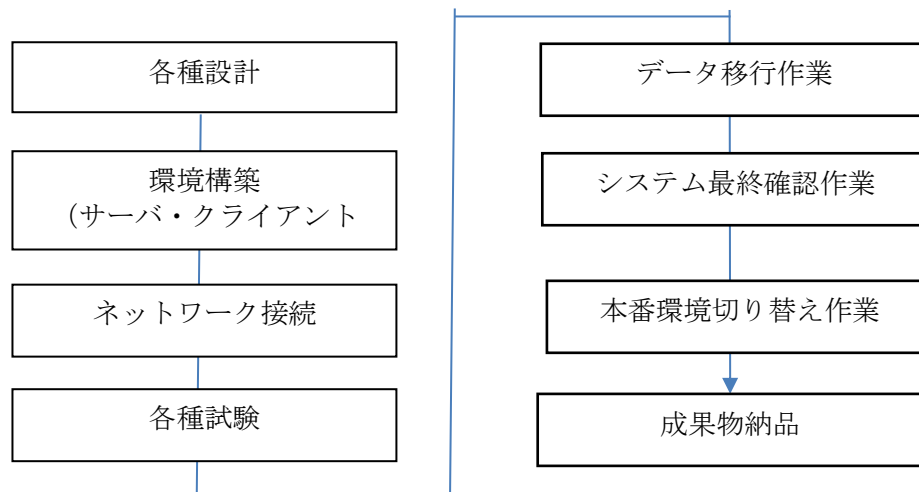 各種設計
環境構築
(サーバ・クライアント
ネットワーク接続
各種試験
データ移行作業
システム最終確認作業
本番環境切り替え作業
成果物納品